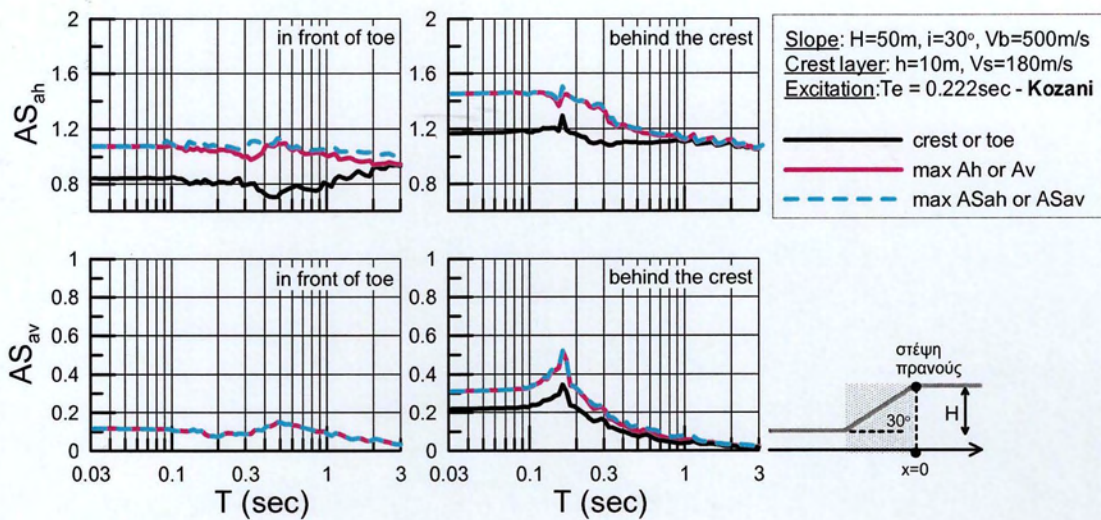 AS_ah
2
1.6
1.2
0.8
in front of toe
behind the crest
Slope: H=50m, i=30°, Vb=500m/s
Crest layer: h=10m, Vs=180m/s
Excitation:Te = 0.222sec - Kozani
crest or toe
max Ah or Av
max ASah or ASav
AS_av
1
0.8
0.6
0.4
0.2
0
in front of toe
behind the crest
0.03 0.1 1 3
0.03 0.1 1 3
T (sec)
T (sec)
στέψη
πρανούς
30°
H
x=0